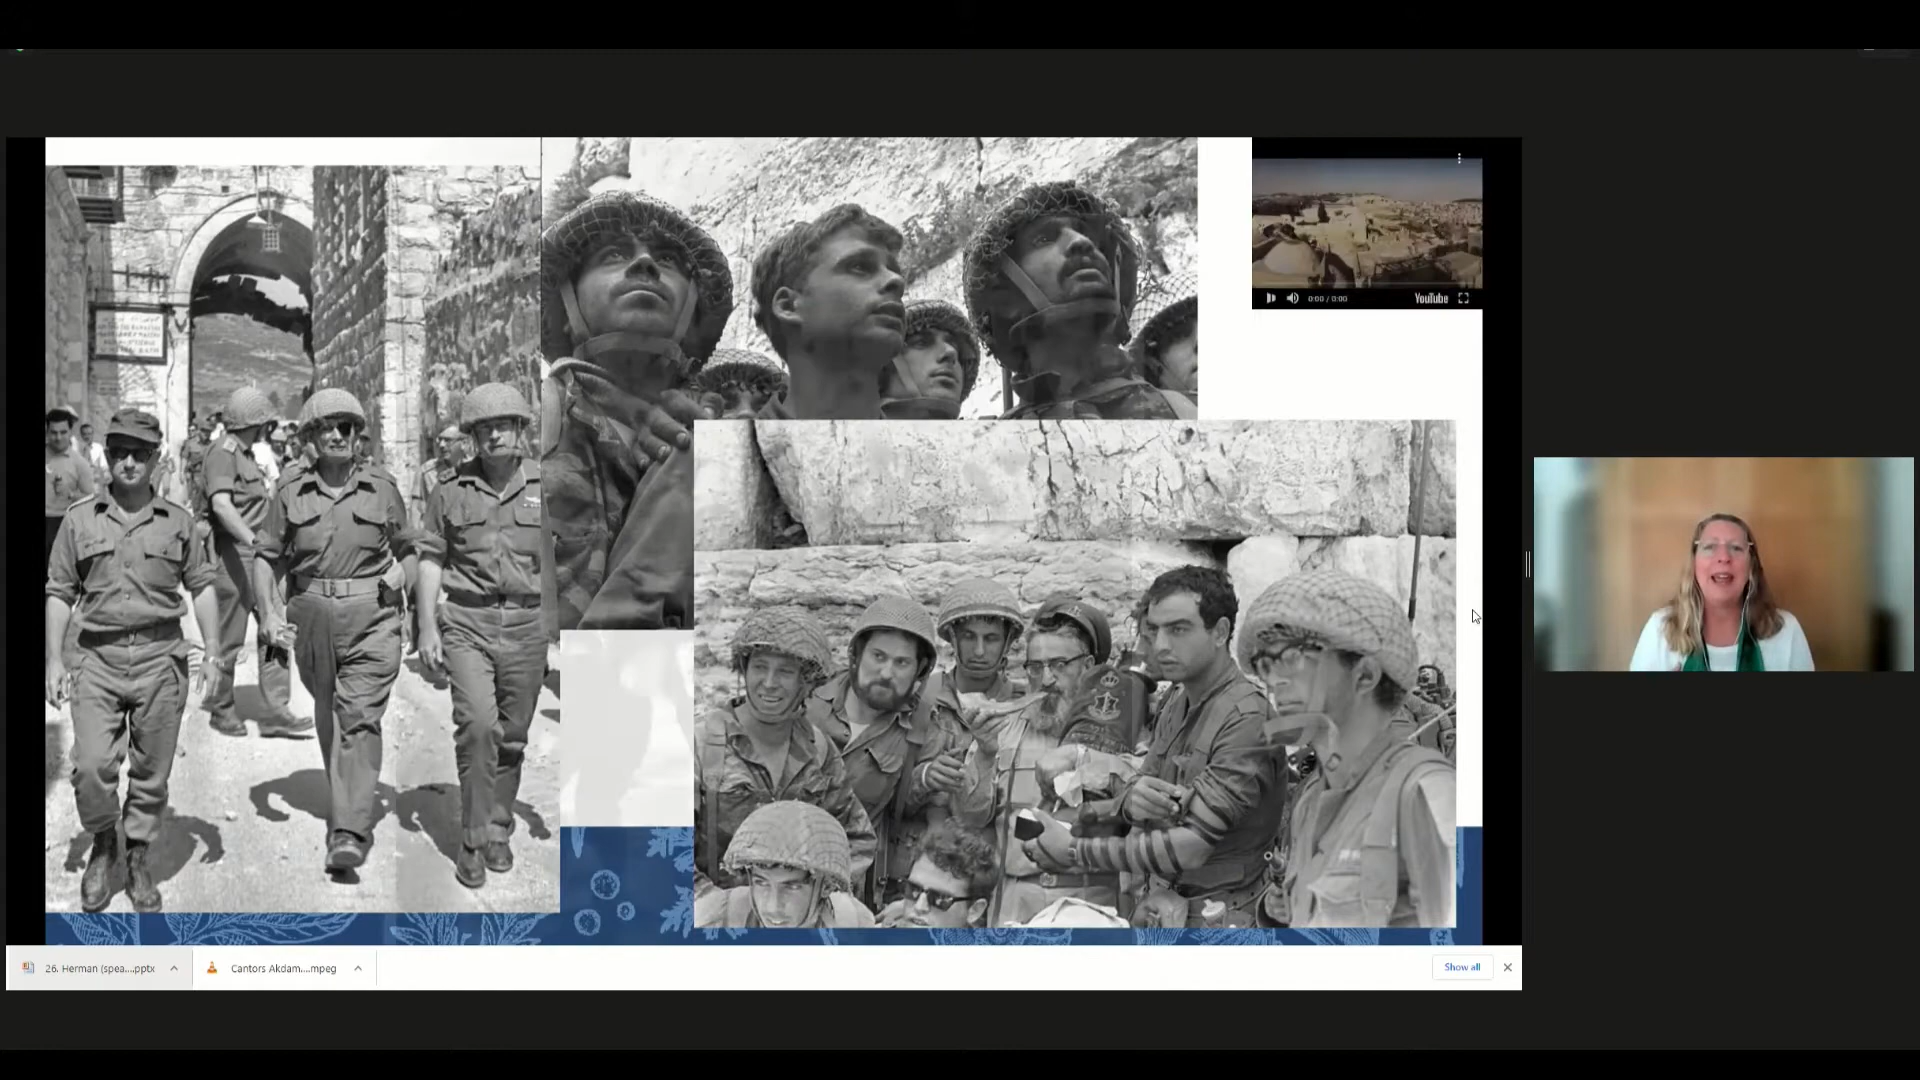 0:00 / 0:00
YouTube
26. Herman (spea....pptx
Cantors Akdam....mpeg
Show all